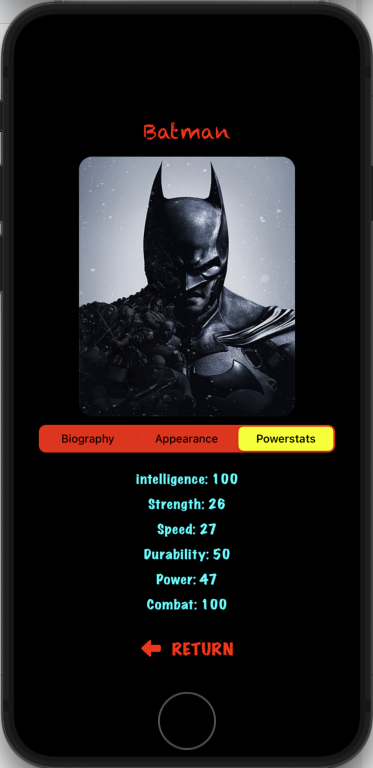 Batman
Biography Appearance Powerstats
intelligence: 100
Strength: 26
Speed: 27
Durability: 50
Power: 47
Combat: 100
RETURN